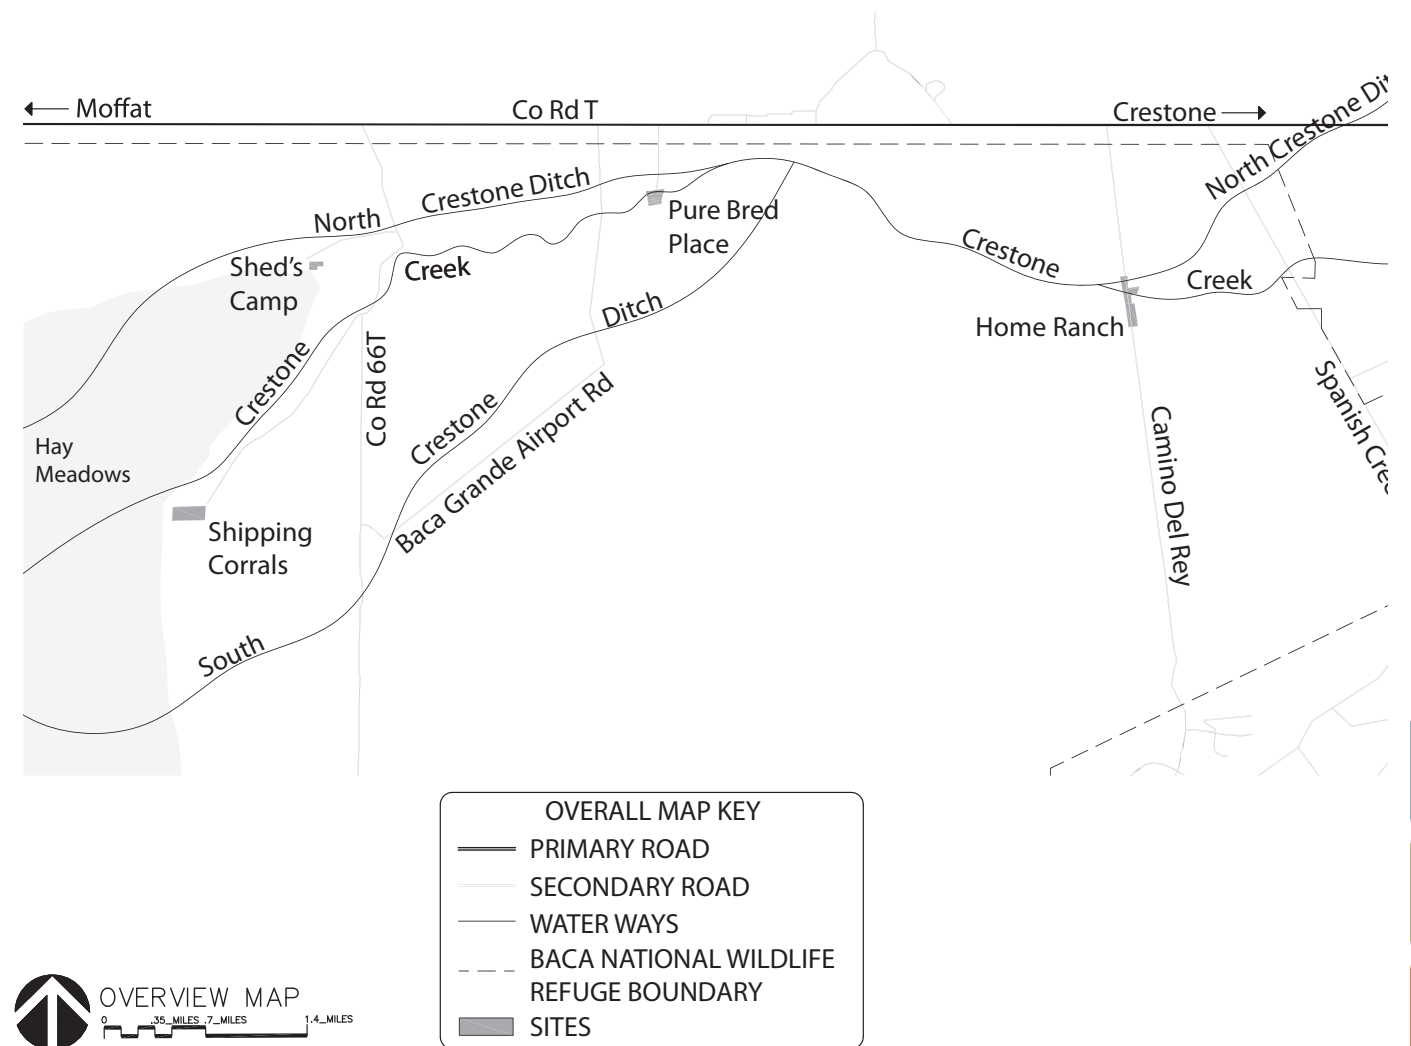 Moffat
Co Rd T
Crestone
North Crestone Dit
North
Crestone Ditch
Pure Bred
Place
Shed's
Camp
Creek
Crestone
Creek
Home Ranch
Ditch
Crestone
Co Rd 66T
Crestone
Baca Grande Airport Rd
Spanish Cree
Camino Del Rey
Hay
Meadows
Shipping
Corrals
South
OVERALL MAP KEY
PRIMARY ROAD
SECONDARY ROAD
WATER WAYS
BACA NATIONAL WILDLIFE
REFUGE BOUNDARY
SITES
OVERVIEW MAP
0 .35_MILES .7_MILES 1.4_MILES